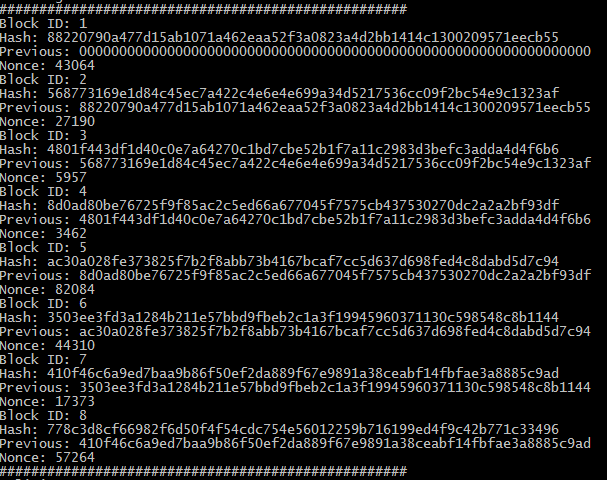 ###################################################
Block ID: 1
Hash: 88220790a477d15ab1071a462eaa52f3a0823a4d2bb1414c1300209571eecb55
Previous: 0000000000000000000000000000000000000000000000000000000000000000
Nonce: 43064
Block ID: 2
Hash: 568773169e1d84c45ec7a422c4e6e4e699a34d5217536cc09f2bc54e9c1323af
Previous: 88220790a477d15ab1071a462eaa52f3a0823a4d2bb1414c1300209571eecb55
Nonce: 27190
Block ID: 3
Hash: 4801f443df1d40c0e7a64270c1bd7cbe52b1f7a11c2983d3befc3adda4d4f6b6
Previous: 568773169e1d84c45ec7a422c4e6e4e699a34d5217536cc09f2bc54e9c1323af
Nonce: 5957
Block ID: 4
Hash: 8d0ad80be76725f9f85ac2c5ed66a677045f7575cb437530270dc2a2a2bf93df
Previous: 4801f443df1d40c0e7a64270c1bd7cbe52b1f7a11c2983d3befc3adda4d4f6b6
Nonce: 3462
Block ID: 5
Hash: ac30a028fe373825f7b2f8abb73b4167bcaf7cc5d637d698fed4c8dabd5d7c94
Previous: 8d0ad80be76725f9f85ac2c5ed66a677045f7575cb437530270dc2a2a2bf93df
Nonce: 82084
Block ID: 6
Hash: 3503ee3fd3a1284b211e57bbd9fbeb2c1a3f19945960371130c598548c8b1144
Previous: ac30a028fe373825f7b2f8abb73b4167bcaf7cc5d637d698fed4c8dabd5d7c94
Nonce: 44310
Block ID: 7
Hash: 410f46c6a9ed7baa9b86f50ef2da889f67e9891a38ceabf14fbfae3a8885c9ad
Previous: 3503ee3fd3a1284b211e57bbd9fbeb2c1a3f19945960371130c598548c8b1144
Nonce: 17373
Block ID: 8
Hash: 778c3d8cf66982f6d50f4f54cdc754e56012259b716199ed4f9c42b771c33496
Previous: 410f46c6a9ed7baa9b86f50ef2da889f67e9891a38ceabf14fbfae3a8885c9ad
Nonce: 57264
###################################################